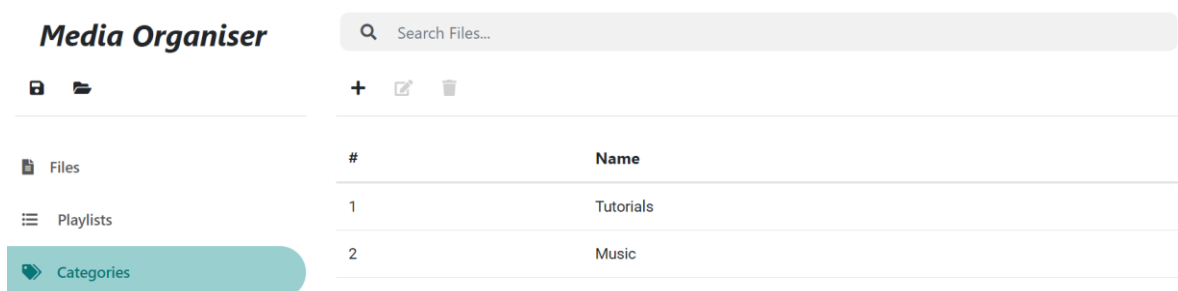 Media Organiser
Search Files...
Files
Playlists
Categories
# Name
1 Tutorials
2 Music